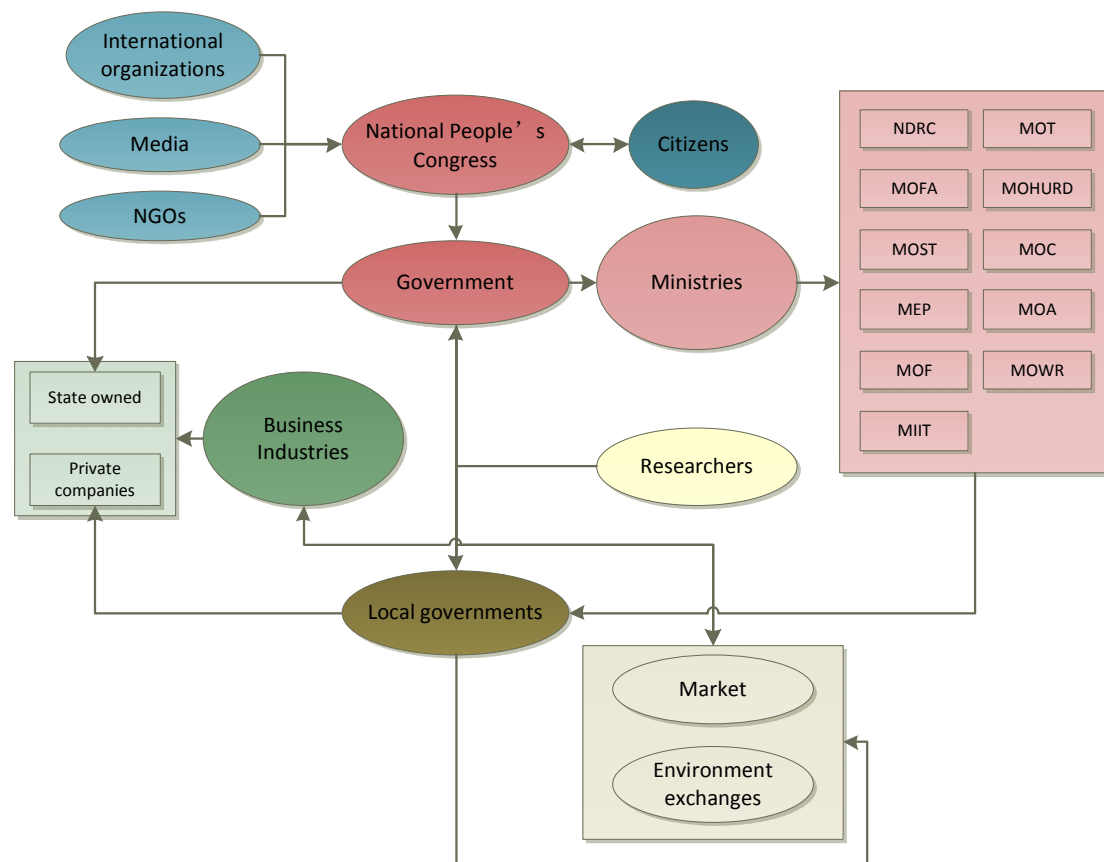 International
organizations
Media
NGOs
National People’s
Congress
Citizens
Government
Ministries
NDRC
MOT
MOFA
MOHURD
MOST
MOC
MEP
MOA
MOF
MOWR
MIIT
State owned
Private
companies
Business
Industries
Researchers
Local governments
Market
Environment
exchanges